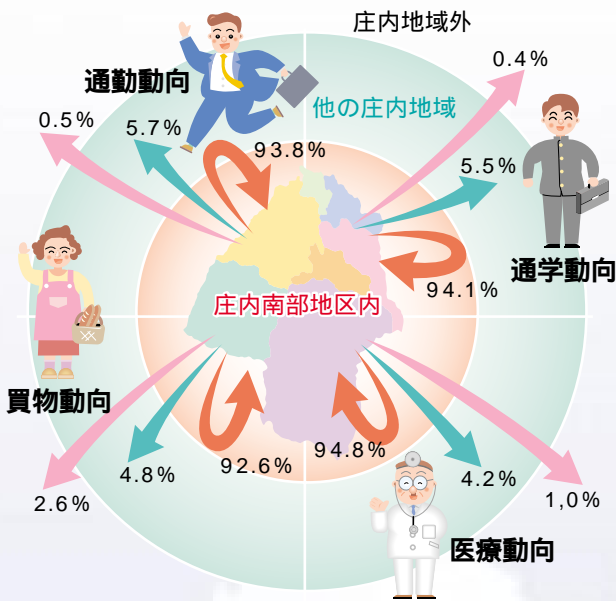 庄内地域外
通勤動向
0.4%
0.5%
5.7%
他の庄内地域
93.8%
5.5%
通学動向
94.1%
庄内南部地区内
買物動向
94.8%
92.6%
4.8%
4.2%
2.6%
1,0%
医療動向